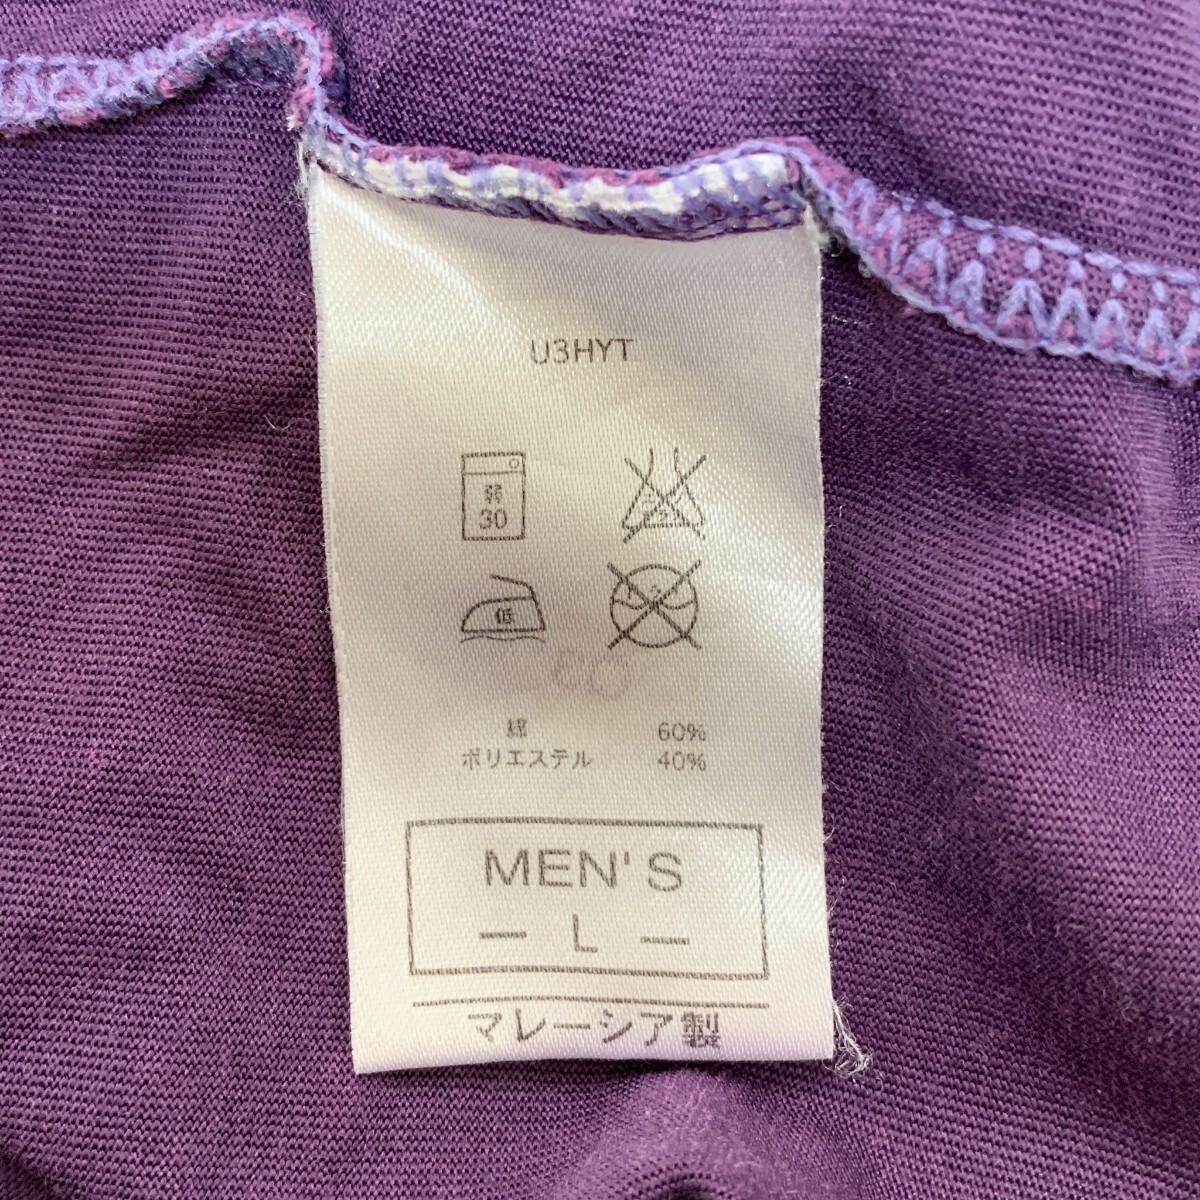 U3HYT
弱
30
低
綿 60%
ポリエステル 40%
MEN'S
- L -
マレーシア製